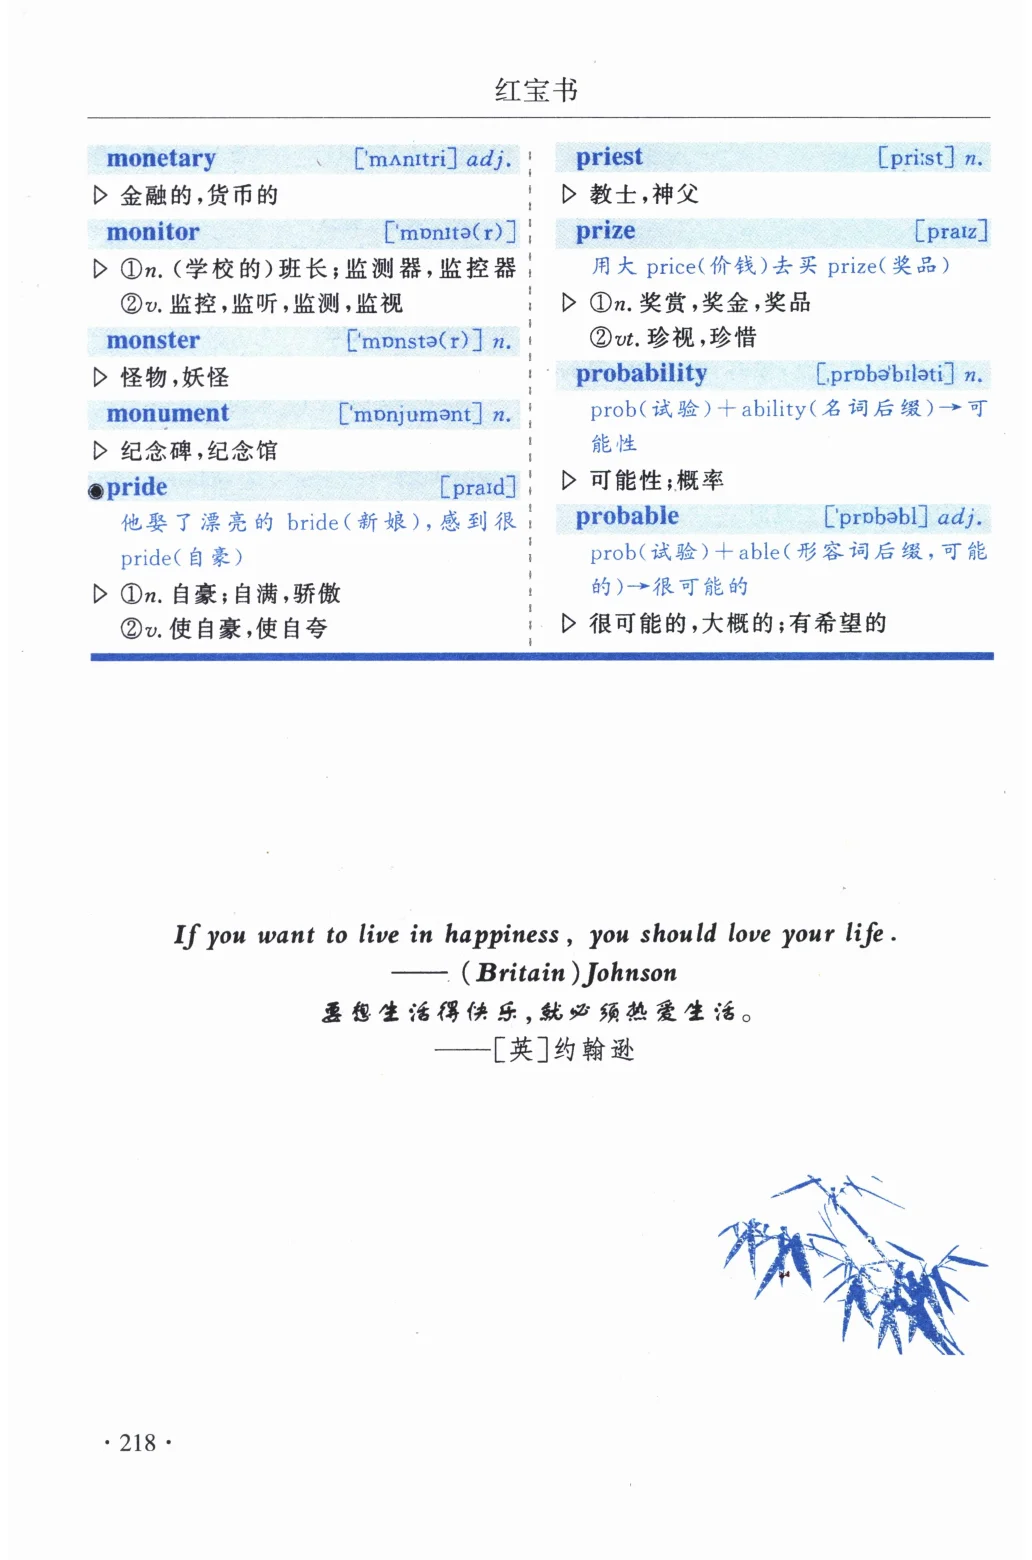 红宝书
monetary ['mʌnɪtri] adj.
▷ 金融的,货币的
monitor ['mɒnɪtə(r)]
▷ ①n. (学校的)班长;监测器,监控器
②v. 监控,监听,监测,监视
monster ['mɒnstə(r)] n.
▷ 怪物,妖怪
monument ['mɒnjumənt] n.
▷ 纪念碑,纪念馆
●pride [praɪd]
他娶了漂亮的 bride(新娘),感到很
pride(自豪)
▷ ①n. 自豪;自满,骄傲
②v. 使自豪,使自夸
priest [pri:st] n.
▷ 教士,神父
prize [praɪz]
用大 price(价钱)去买 prize(奖品)
▷ ①n. 奖赏,奖金,奖品
②vt. 珍视,珍惜
probability [ˌprɒbə'bɪləti] n.
prob(试验)+ability(名词后缀)→可
能性
▷ 可能性;概率
probable ['prɒbəbl] adj.
prob(试验)+able(形容词后缀,可能
的)→很可能的
▷ 很可能的,大概的;有希望的
If you want to live in happiness, you should love your life.
——(Britain)Johnson
要想生活得快乐,就必须热爱生活。
——[英]约翰逊
·218·